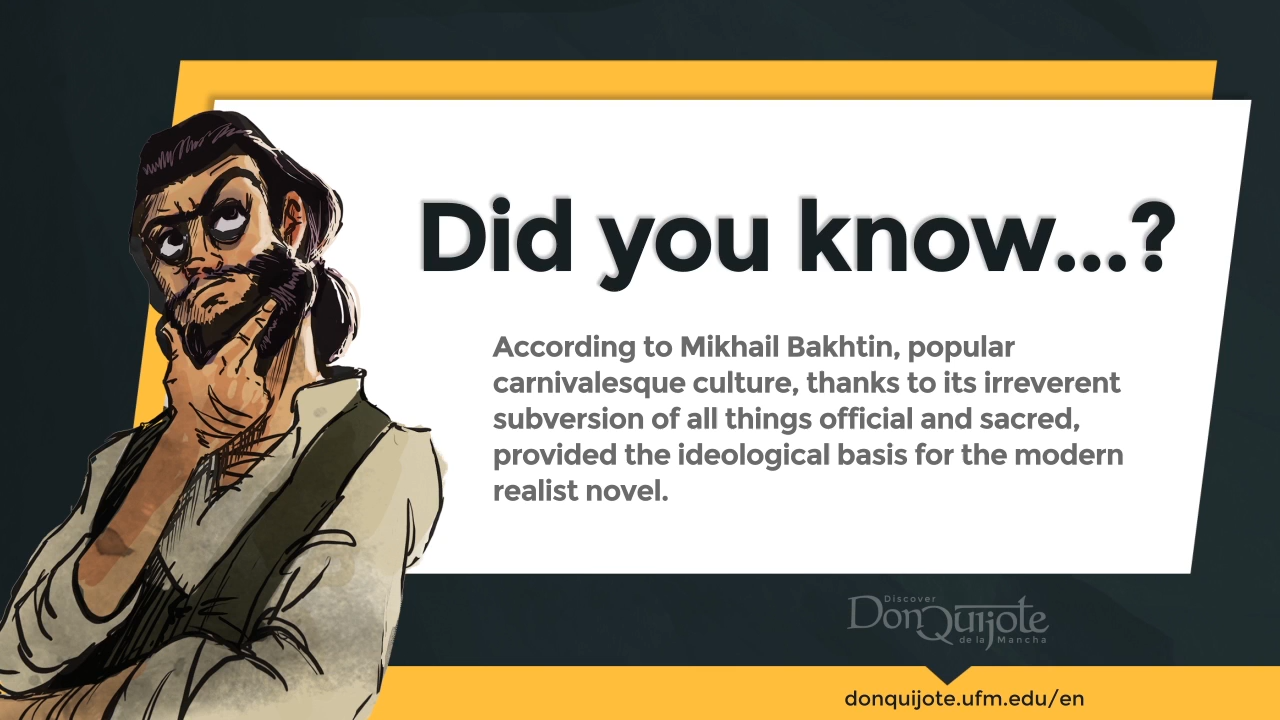 Did you know...?
According to Mikhail Bakhtin, popular
carnivalesque culture, thanks to its irreverent
subversion of all things official and sacred,
provided the ideological basis for the modern
realist novel.
Discover
Don Quijote
de la Mancha
donquijote.ufm.edu/en